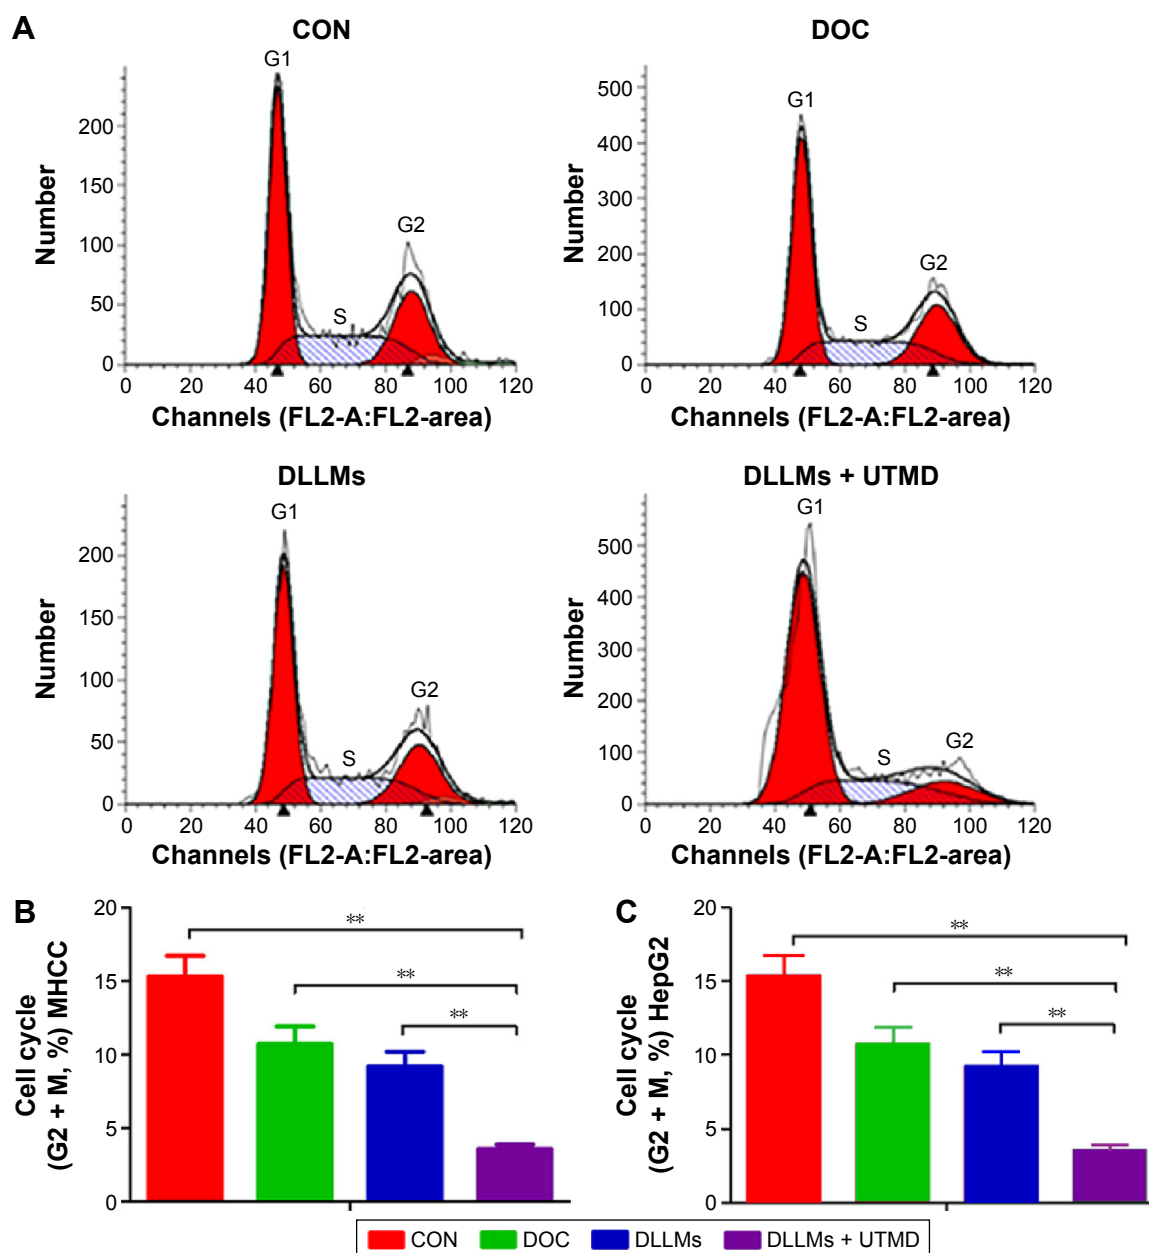 A
CON
G1
G2
S
200
150
100
50
0
0 20 40 60 80 100 120
Number
Channels (FL2-A:FL2-area)
DOC
G1
G2
S
500
400
300
200
100
0
0 20 40 60 80 100 120
Number
Channels (FL2-A:FL2-area)
DLLMs
G1
G2
S
200
150
100
50
0
0 20 40 60 80 100 120
Number
Channels (FL2-A:FL2-area)
DLLMs + UTMD
G1
G2
S
500
400
300
200
100
0
0 20 40 60 80 100 120
Number
Channels (FL2-A:FL2-area)
B
Cell cycle
(G2 + M, %) MHCC
20
15
10
5
0
**
**
**
C
Cell cycle
(G2 + M, %) HepG2
20
15
10
5
0
**
**
**
CON DOC DLLMs DLLMs + UTMD